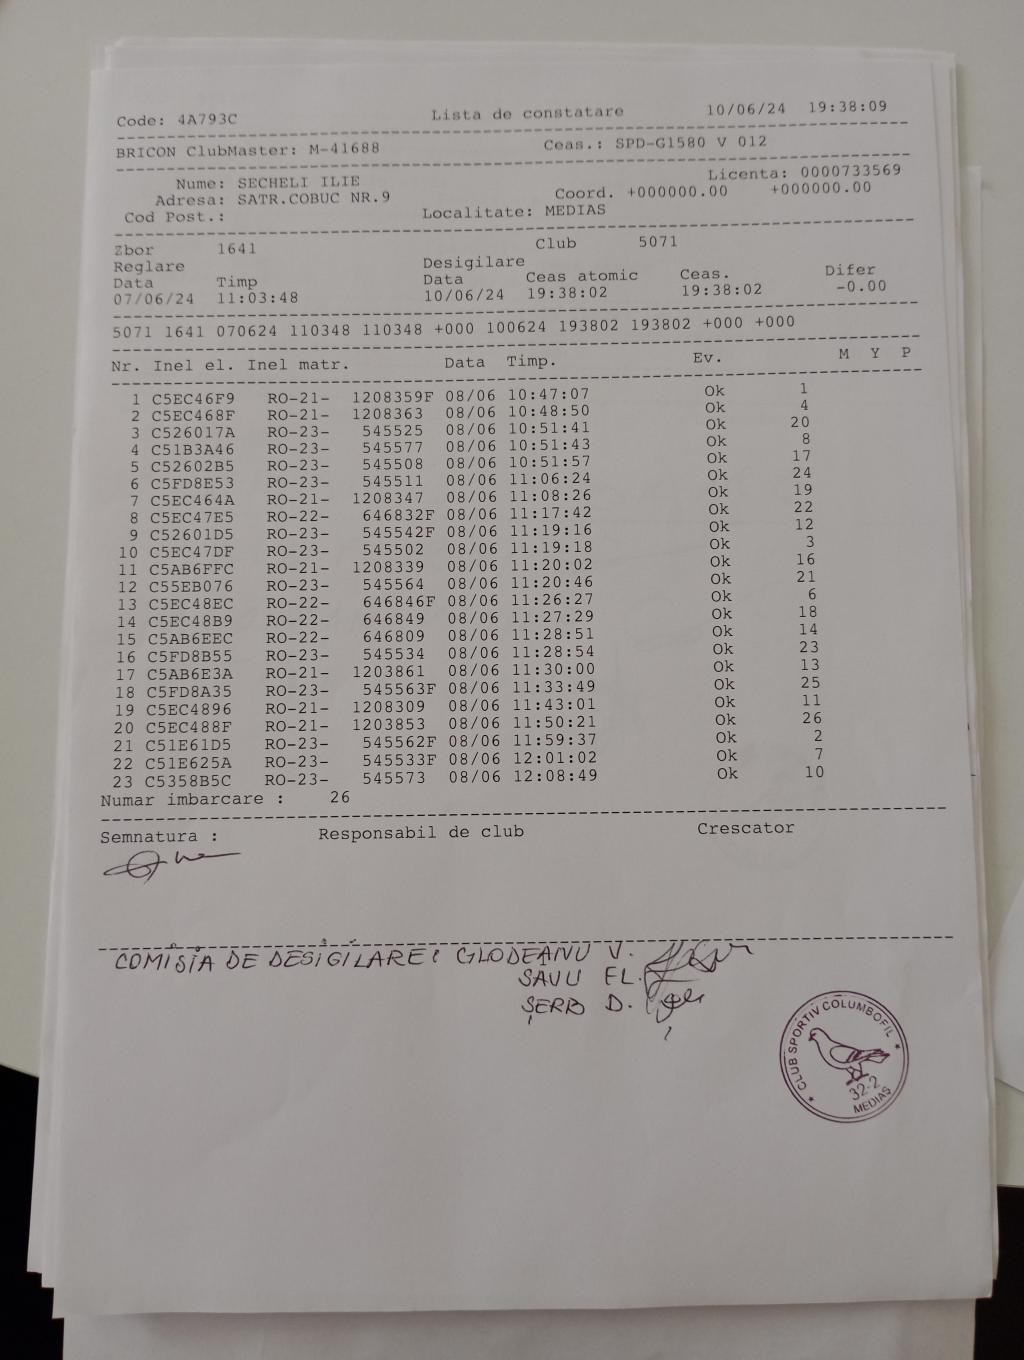 Code: 4A793C Lista de constatare 10/06/24 19:38:09
BRICON ClubMaster: M-41688 Ceas.: SPD-G1580 V 012
Licenta: 0000733569
Nume: SECHELI ILIE
Adresa: SATR.COBUC NR.9 Coord. +000000.00 +000000.00
Cod Post.: Localitate: MEDIAS
Zbor 1641 Club 5071
Reglare Desigilare
Data Timp Data Ceas atomic Ceas. Difer
07/06/24 11:03:48 10/06/24 19:38:02 19:38:02 -0.00
5071 1641 070624 110348 110348 +000 100624 193802 193802 +000 +000
Nr. Inel el. Inel matr. Data Timp. Ev. M Y P
1 C5EC46F9 RO-21- 1208359F 08/06 10:47:07 Ok 1
2 C5EC468F RO-21- 1208363 08/06 10:48:50 Ok 4
3 C526017A RO-23- 545525 08/06 10:51:41 Ok 20
4 C51B3A46 RO-23- 545577 08/06 10:51:43 Ok 8
5 C52602B5 RO-23- 545508 08/06 10:51:57 Ok 17
6 C5FD8E53 RO-23- 545511 08/06 11:06:24 Ok 24
7 C5EC464A RO-21- 1208347 08/06 11:08:26 Ok 19
8 C5EC47E5 RO-22- 646832F 08/06 11:17:42 Ok 22
9 C52601D5 RO-23- 545542F 08/06 11:19:16 Ok 12
10 C5EC47DF RO-23- 545502 08/06 11:19:18 Ok 3
11 C5AB6FFC RO-21- 1208339 08/06 11:20:02 Ok 16
12 C55EB076 RO-23- 545564 08/06 11:20:46 Ok 21
13 C5EC48EC RO-22- 646846F 08/06 11:26:27 Ok 6
14 C5EC48B9 RO-22- 646849 08/06 11:27:29 Ok 18
15 C5AB6EEC RO-22- 646809 08/06 11:28:51 Ok 14
16 C5FD8B55 RO-23- 545534 08/06 11:28:54 Ok 23
17 C5AB6E3A RO-21- 1203861 08/06 11:30:00 Ok 13
18 C5FD8A35 RO-23- 545563F 08/06 11:33:49 Ok 25
19 C5EC4896 RO-21- 1208309 08/06 11:43:01 Ok 11
20 C5EC488F RO-21- 1203853 08/06 11:50:21 Ok 26
21 C51E61D5 RO-23- 545562F 08/06 11:59:37 Ok 2
22 C51E625A RO-23- 545533F 08/06 12:01:02 Ok 7
23 C5358B5C RO-23- 545573 08/06 12:08:49 Ok 10
Numar imbarcare : 26
Semnatura : Responsabil de club Crescator
COMISIA DE DESIGILARE: GLODEANU V.
SAVU FL.
ȘERB D.
CLUB SPORTIV COLUMBOFIL
32-2
MEDIAȘ